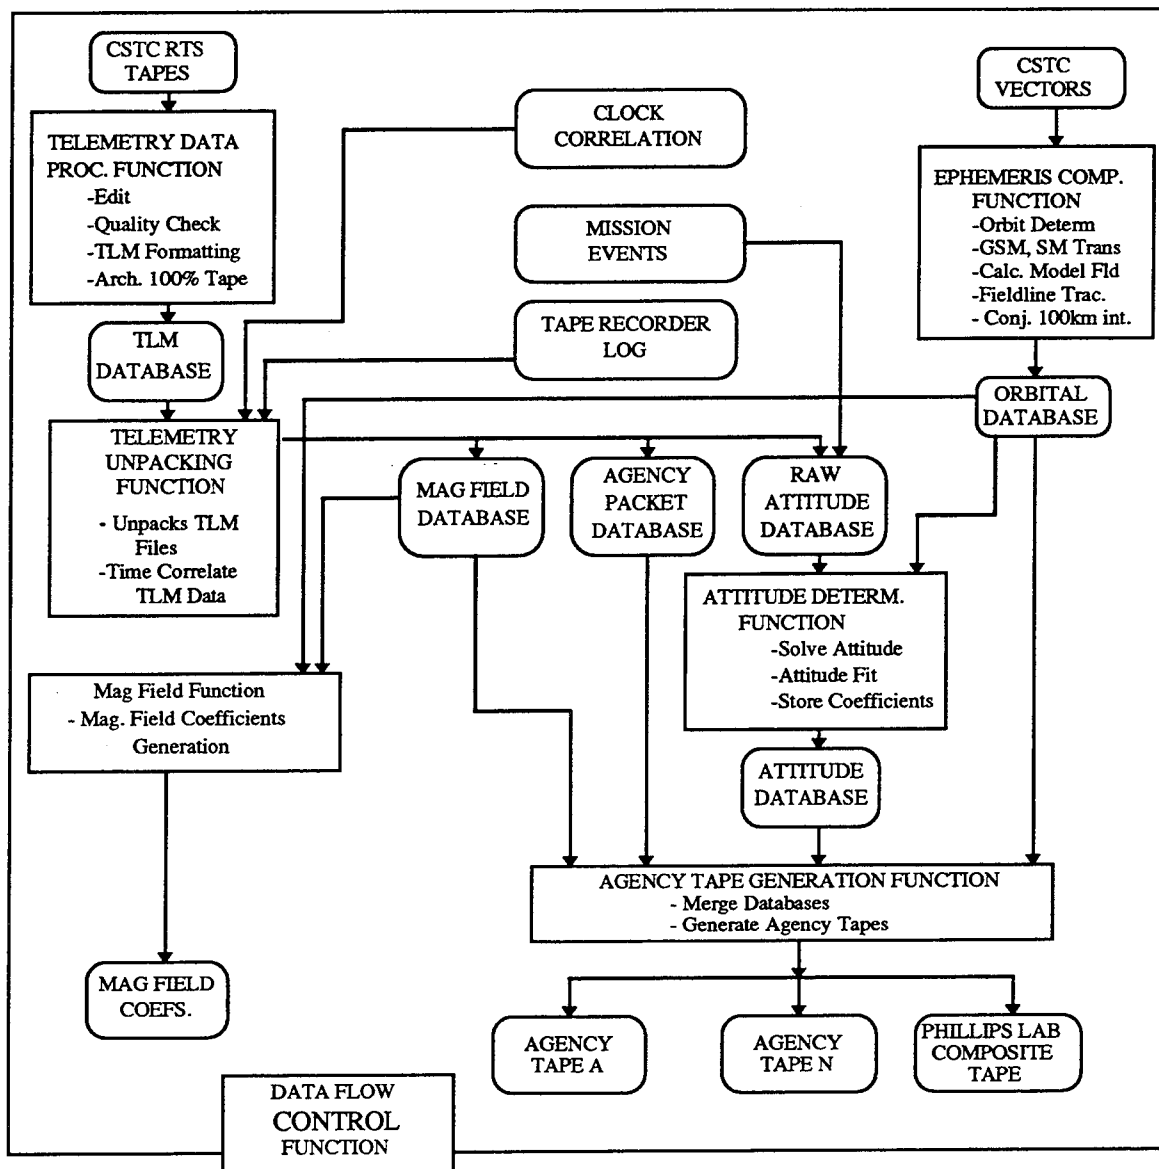 CSTC RTS
TAPES
CSTC
VECTORS
CLOCK
CORRELATION
TELEMETRY DATA
PROC. FUNCTION
-Edit
-Quality Check
-TLM Formatting
-Arch. 100% Tape
EPHEMERIS COMP.
FUNCTION
-Orbit Determ
-GSM, SM Trans
-Calc. Model Fld
-Fieldline Trac.
- Conj. 100km int.
MISSION
EVENTS
TAPE RECORDER
LOG
TLM
DATABASE
ORBITAL
DATABASE
TELEMETRY
UNPACKING
FUNCTION
- Unpacks TLM
Files
-Time Correlate
TLM Data
MAG FIELD
DATABASE
AGENCY
PACKET
DATABASE
RAW
ATTITUDE
DATABASE
ATTITUDE DETERM.
FUNCTION
-Solve Attitude
-Attitude Fit
-Store Coefficients
Mag Field Function
- Mag. Field Coefficients
Generation
ATTITUDE
DATABASE
AGENCY TAPE GENERATION FUNCTION
- Merge Databases
- Generate Agency Tapes
MAG FIELD
COEFS.
AGENCY
TAPE A
AGENCY
TAPE N
PHILLIPS LAB
COMPOSITE
TAPE
DATA FLOW
CONTROL
FUNCTION